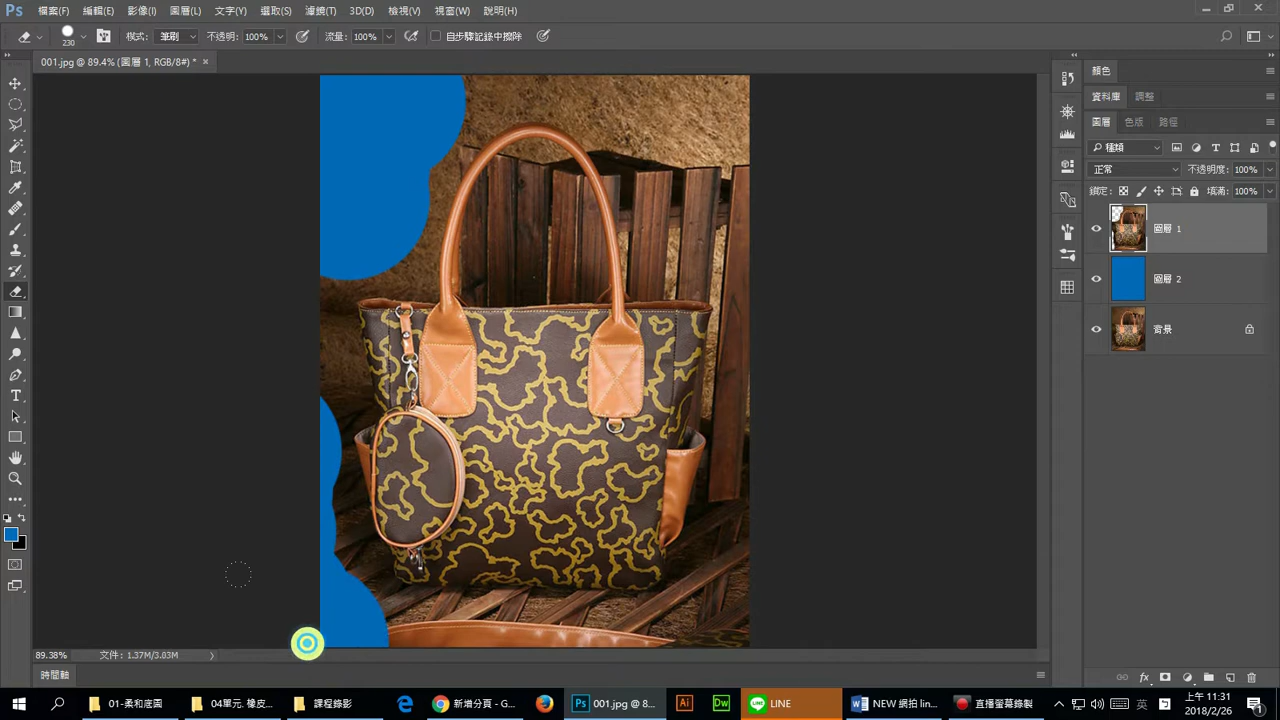 Ps 檔案(F) 編輯(E) 影像(I) 圖層(L) 文字(Y) 選取(S) 濾鏡(T) 3D(D) 檢視(V) 視窗(W) 說明(H)
230 模式: 筆刷 不透明: 100% 流量: 100% 自步驟記錄中擦除
001.jpg @ 89.4% (圖層 1, RGB/8#) * ×
顏色
資料庫 調整
圖層 色版 路徑
種類
正常 不透明度: 100%
鎖定: 填滿: 100%
圖層 1
圖層 2
背景
fx
89.38% 文件: 1.37M/3.03M
時間軸
01-柔和底圖 04單元. 橡皮... 課程錄影 新增分頁 - G... Ps 001.jpg @ 8... Ai Dw LINE NEW 網拍 lin... 直播螢幕錄製 英 上午 11:31
2018/2/26